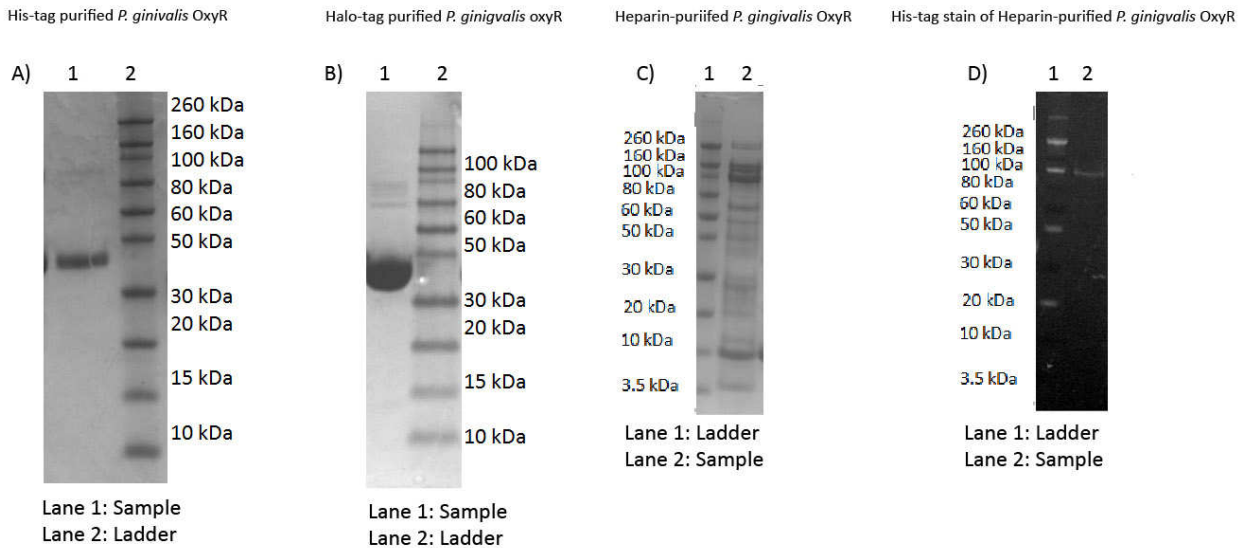 His-tag purified P. ginivalis OxyR
Halo-tag purified P. ginigvalis oxyR
Heparin-puriifed P. gingivalis OxyR
His-tag stain of Heparin-purified P. ginigvalis OxyR
A)
1 2
260 kDa
160 kDa
100 kDa
80 kDa
60 kDa
50 kDa
30 kDa
20 kDa
15 kDa
10 kDa
Lane 1: Sample
Lane 2: Ladder
B)
1 2
100 kDa
80 kDa
60 kDa
50 kDa
30 kDa
20 kDa
15 kDa
10 kDa
Lane 1: Sample
Lane 2: Ladder
C)
1 2
260 kDa
160 kDa
100 kDa
80 kDa
60 kDa
50 kDa
30 kDa
20 kDa
10 kDa
3.5 kDa
Lane 1: Ladder
Lane 2: Sample
D)
1 2
260 kDa
160 kDa
100 kDa
80 kDa
60 kDa
50 kDa
30 kDa
20 kDa
10 kDa
3.5 kDa
Lane 1: Ladder
Lane 2: Sample